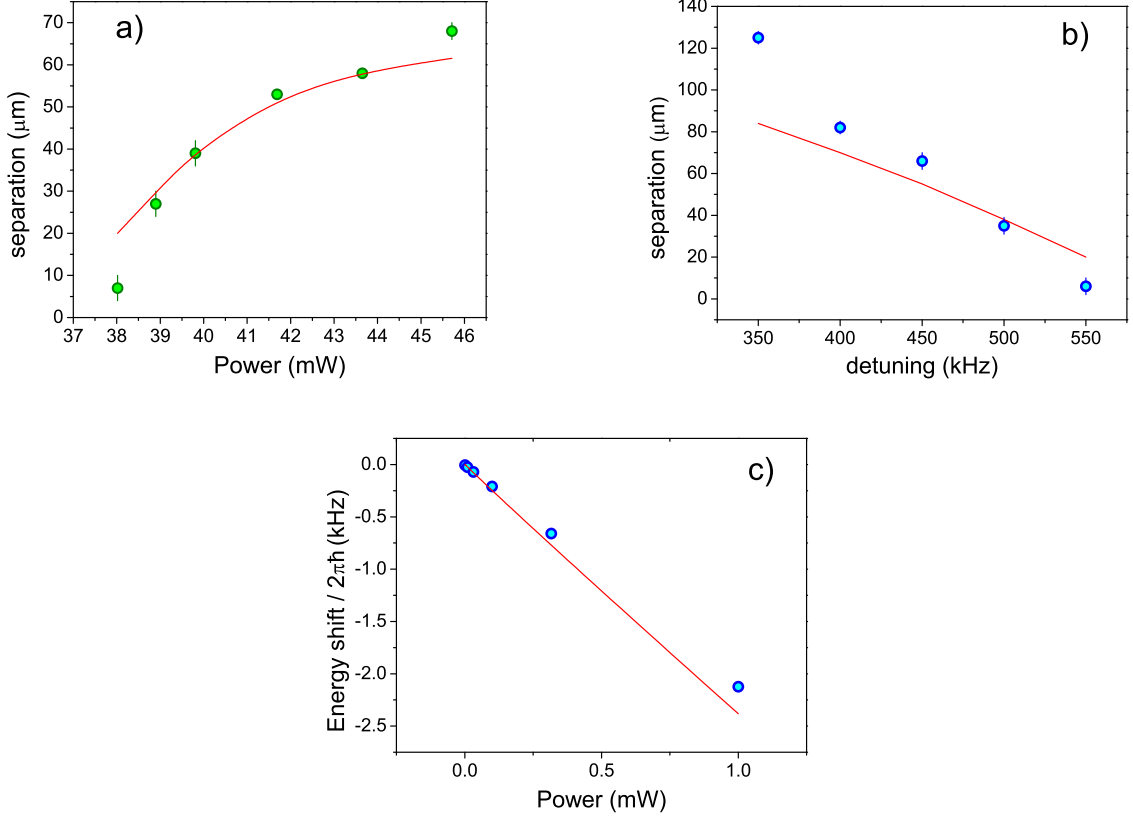 a)
70
60
50
40
30
20
10
0
separation (μm)
37 38 39 40 41 42 43 44 45 46
Power (mW)
b)
140
120
100
80
60
40
20
0
separation (μm)
350 400 450 500 550
detuning (kHz)
c)
0.0
-0.5
-1.0
-1.5
-2.0
-2.5
Energy shift / 2πħ (kHz)
0.0 0.5 1.0
Power (mW)